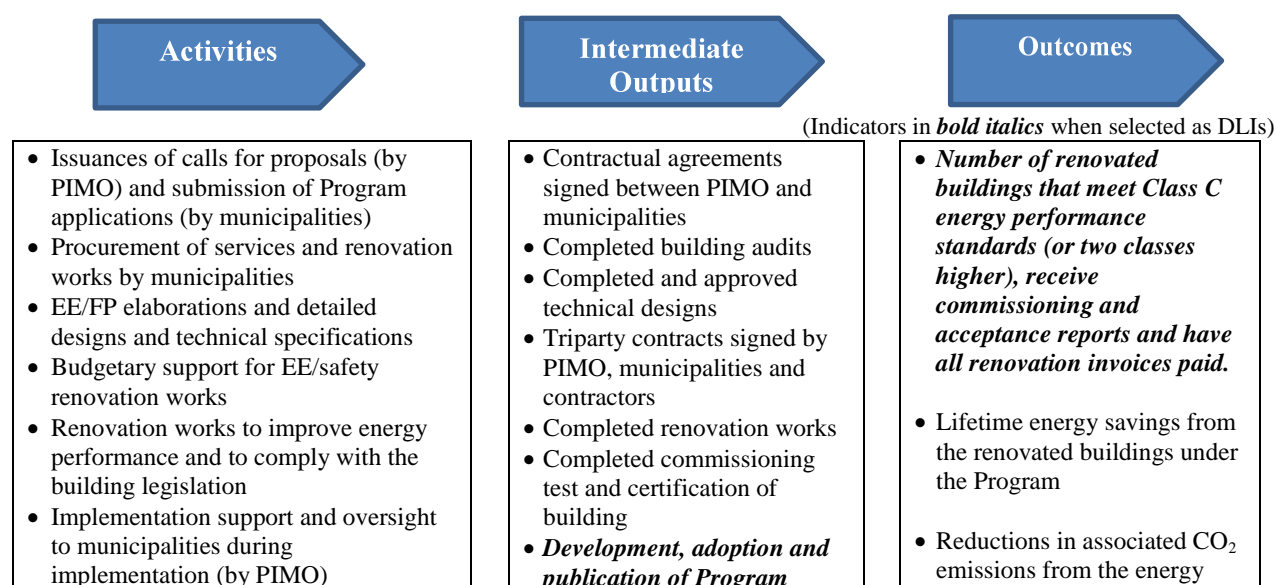 Activities
Intermediate
Outputs
Outcomes
(Indicators in bold italics when selected as DLIs)
• Issuances of calls for proposals (by
PIMO) and submission of Program
applications (by municipalities)
• Procurement of services and renovation
works by municipalities
• EE/FP elaborations and detailed
designs and technical specifications
• Budgetary support for EE/safety
renovation works
• Renovation works to improve energy
performance and to comply with the
building legislation
• Implementation support and oversight
to municipalities during
implementation (by PIMO)
• Contractual agreements
signed between PIMO and
municipalities
• Completed building audits
• Completed and approved
technical designs
• Triparty contracts signed by
PIMO, municipalities and
contractors
• Completed renovation works
• Completed commissioning
test and certification of
building
• Development, adoption and
publication of Program
• Number of renovated
buildings that meet Class C
energy performance
standards (or two classes
higher), receive
commissioning and
acceptance reports and have
all renovation invoices paid.
• Lifetime energy savings from
the renovated buildings under
the Program
• Reductions in associated CO2
emissions from the energy